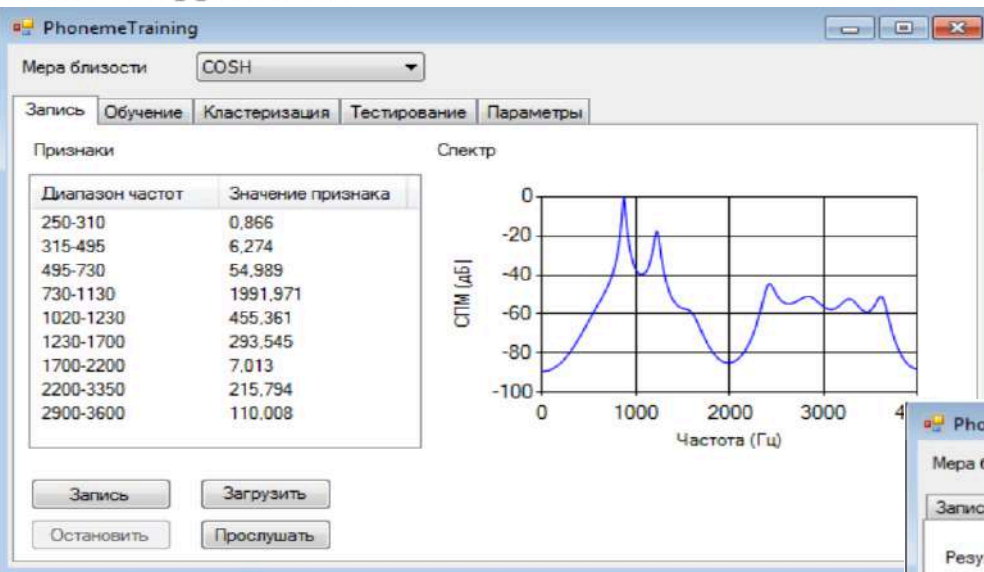 PhonemeTraining
Мера близости COSH
Запись Обучение Кластеризация Тестирование Параметры
Признаки Спектр
Диапазон частот Значение признака
250-310 0,866
315-495 6,274
495-730 54,989
730-1130 1991,971
1020-1230 455,361
1230-1700 293,545
1700-2200 7,013
2200-3350 215,794
2900-3600 110,008
СПМ (дБ)
0
-20
-40
-60
-80
-100
0 1000 2000 3000 4
Частота (Гц)
Запись Загрузить
Остановить Прослушать
Pho
Мера
Запис
Резу